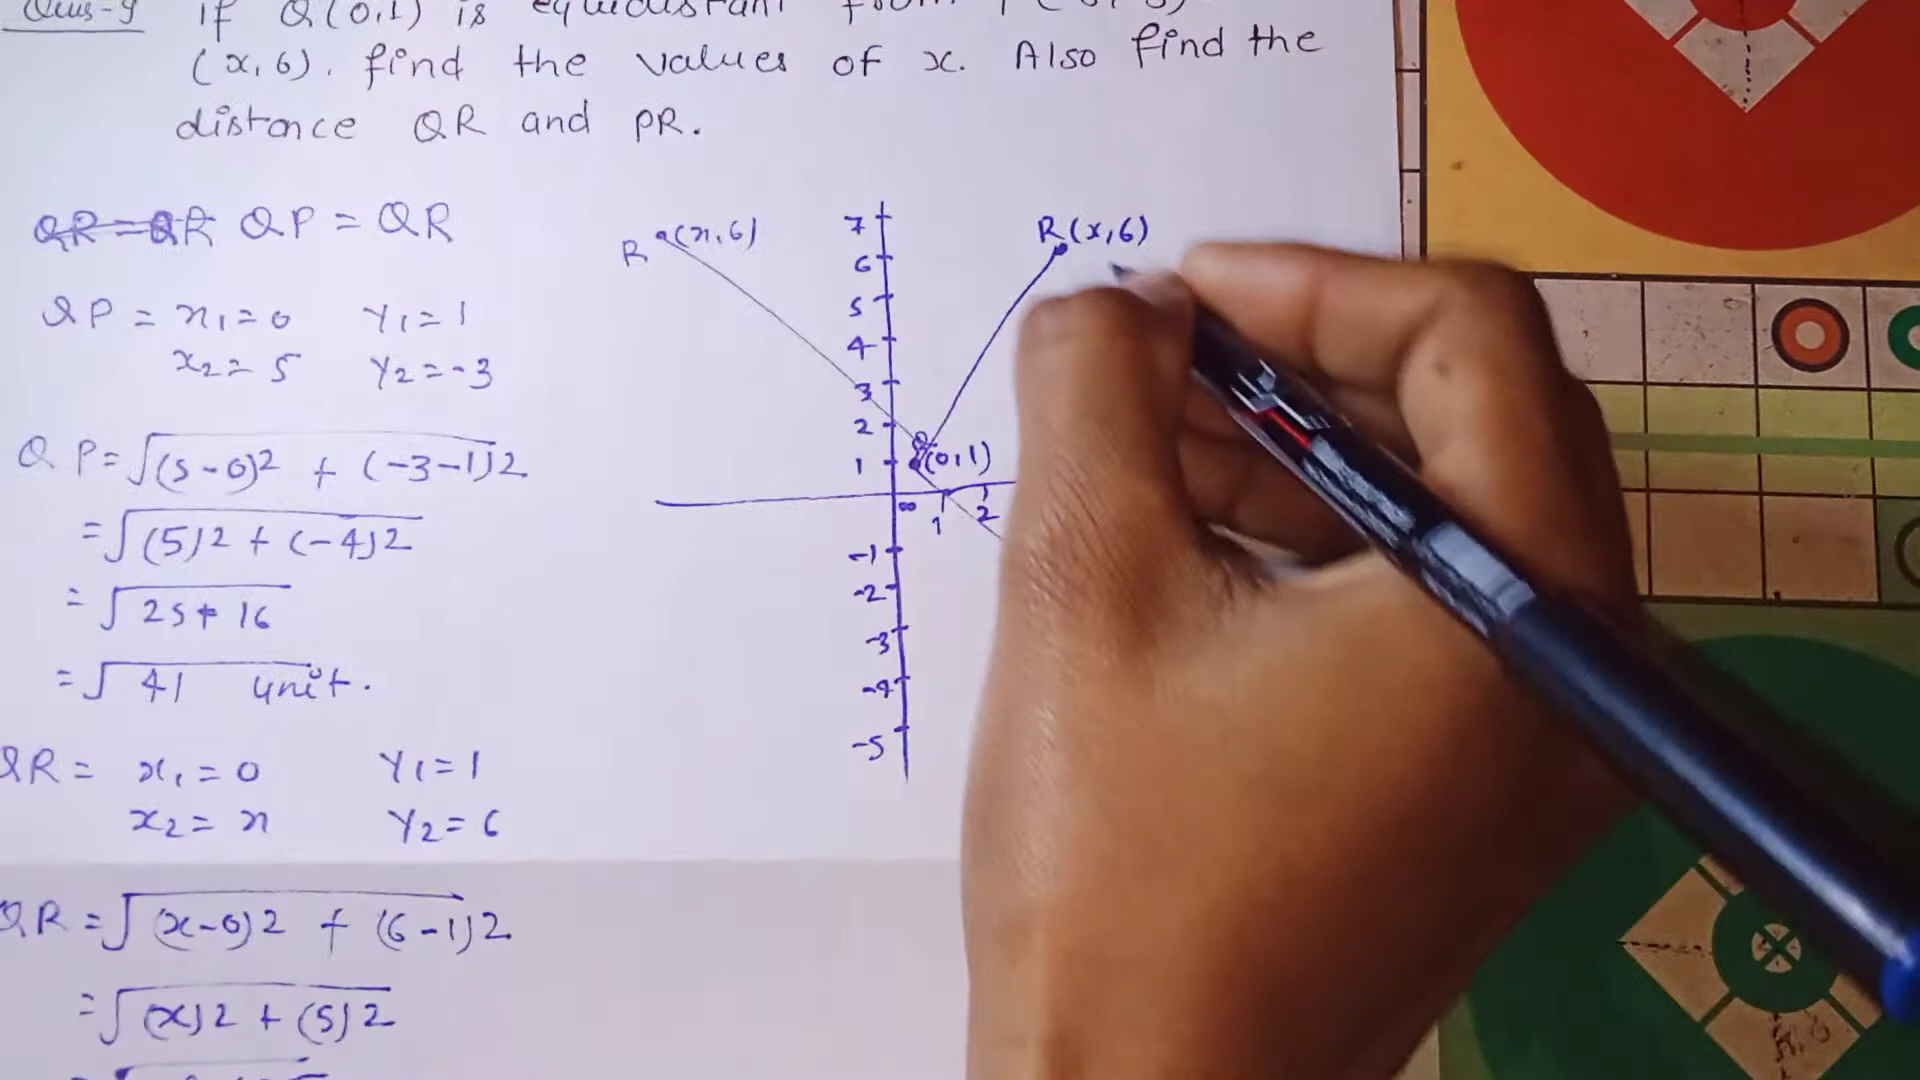 Ques-9 If Q(0,1) is equidistant from
(x,6), find the values of x. Also find the
distance QR and PR.
QR=QR QP = QR
QP = x1=0 Y1=1
x2=5 Y2=-3
QP=√(5-0)2 + (-3-1)2
=√(5)2+(-4)2
=√25+16
=√41 unit.
QR= x1=0 Y1=1
x2=x Y2=6
QR=√(x-0)2 + (6-1)2
=√(x)2+(5)2
R (x,6)
R(x,6)
7
6
5
4
3
2
1
Q(0,1)
1 2
-1
-2
-3
-4
-5